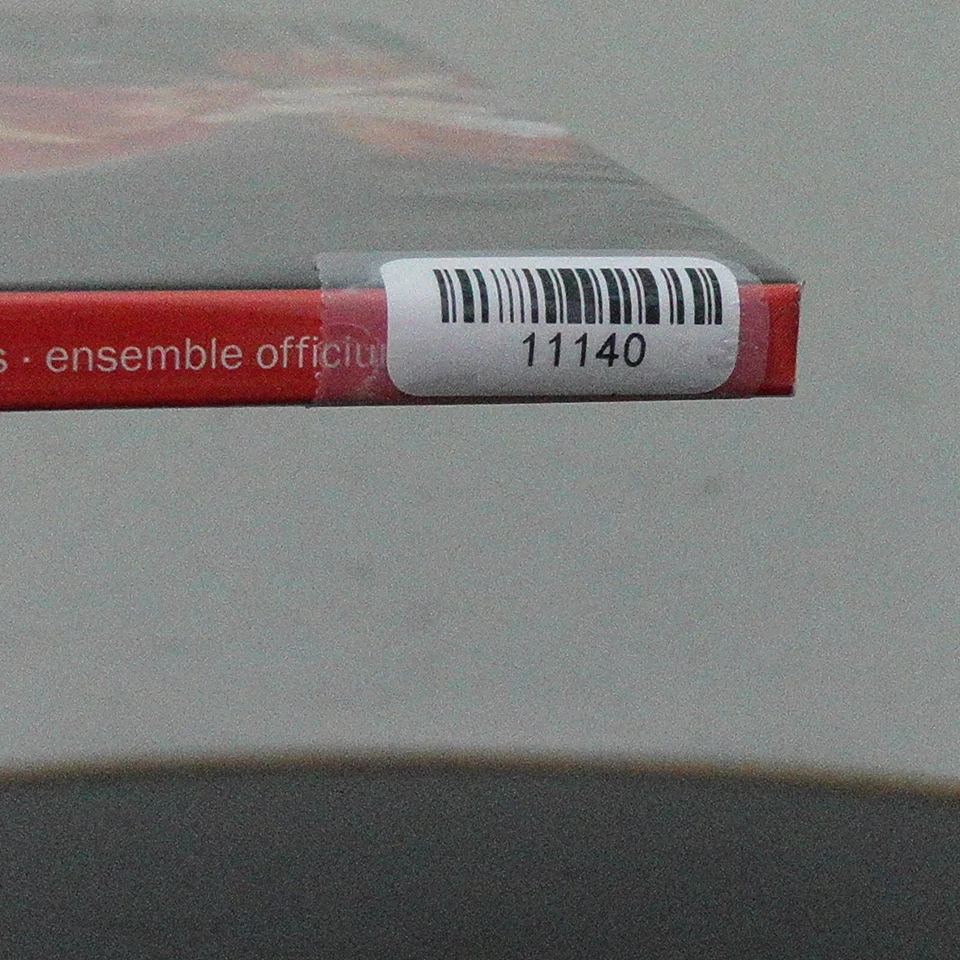 s · ensemble officiu
11140